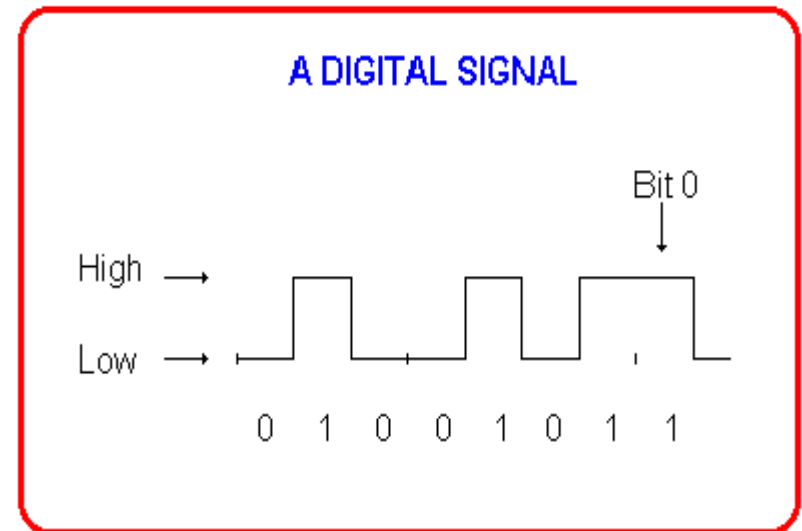 A DIGITAL SIGNAL
Bit 0
High
Low
0 1 0 0 1 0 1 1